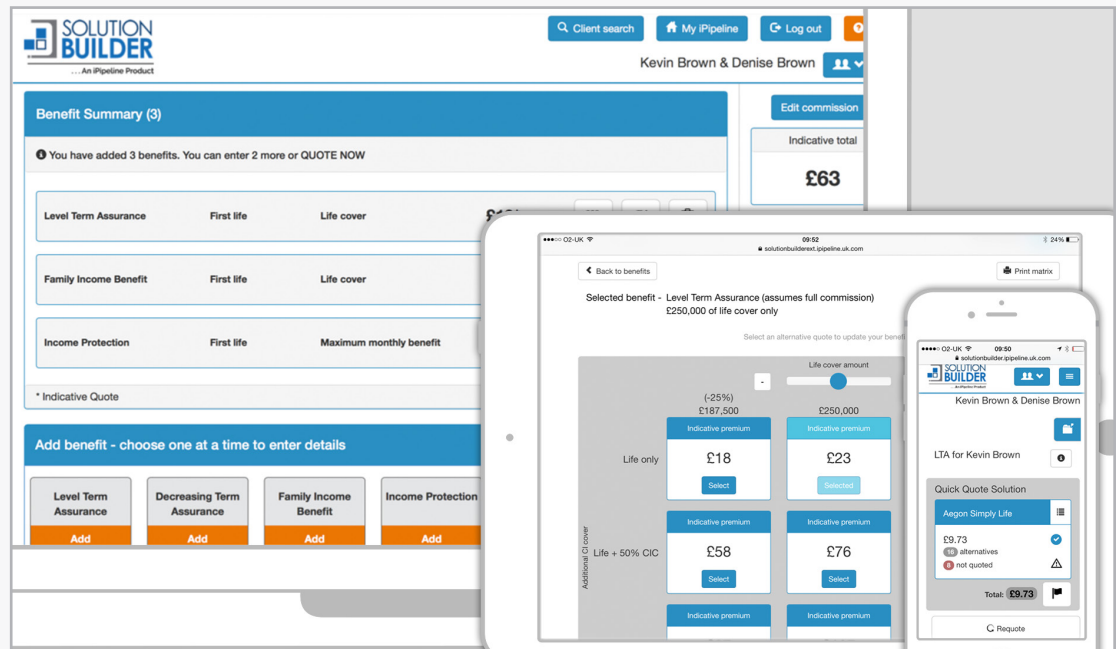 SOLUTION
BUILDER
...An iPipeline Product
Client search
My iPipeline
Log out
Kevin Brown & Denise Brown
Benefit Summary (3)
You have added 3 benefits. You can enter 2 more or QUOTE NOW
Level Term Assurance First life Life cover
Family Income Benefit First life Life cover
Income Protection First life Maximum monthly benefit
* Indicative Quote
Edit commission
Indicative total
£63
Add benefit - choose one at a time to enter details
Level Term Assurance
Add
Decreasing Term Assurance
Add
Family Income Benefit
Add
Income Protection
Add
O2-UK 09:52 24%
solutionbuilderext.ipipeline.uk.com
Back to benefits
Print matrix
Selected benefit - Level Term Assurance (assumes full commission)
£250,000 of life cover only
Select an alternative quote to update your
Life cover amount
-
(-25%)
£187,500 £250,000
Additional CI cover
Indicative premium Indicative premium
Life only £18 £23
Select Selected
Indicative premium Indicative premium
Life + 50% CIC £58 £76
Select Select
Indicative premium Indicative premium
O2-UK 09:50
solutionbuilder.ipipeline.uk.com
SOLUTION
BUILDER
...An iPipeline Product
Kevin Brown & Denise Brown
LTA for Kevin Brown
Quick Quote Solution
Aegon Simply Life
£9.73
16 alternatives
8 not quoted
Total: £9.73
Requote